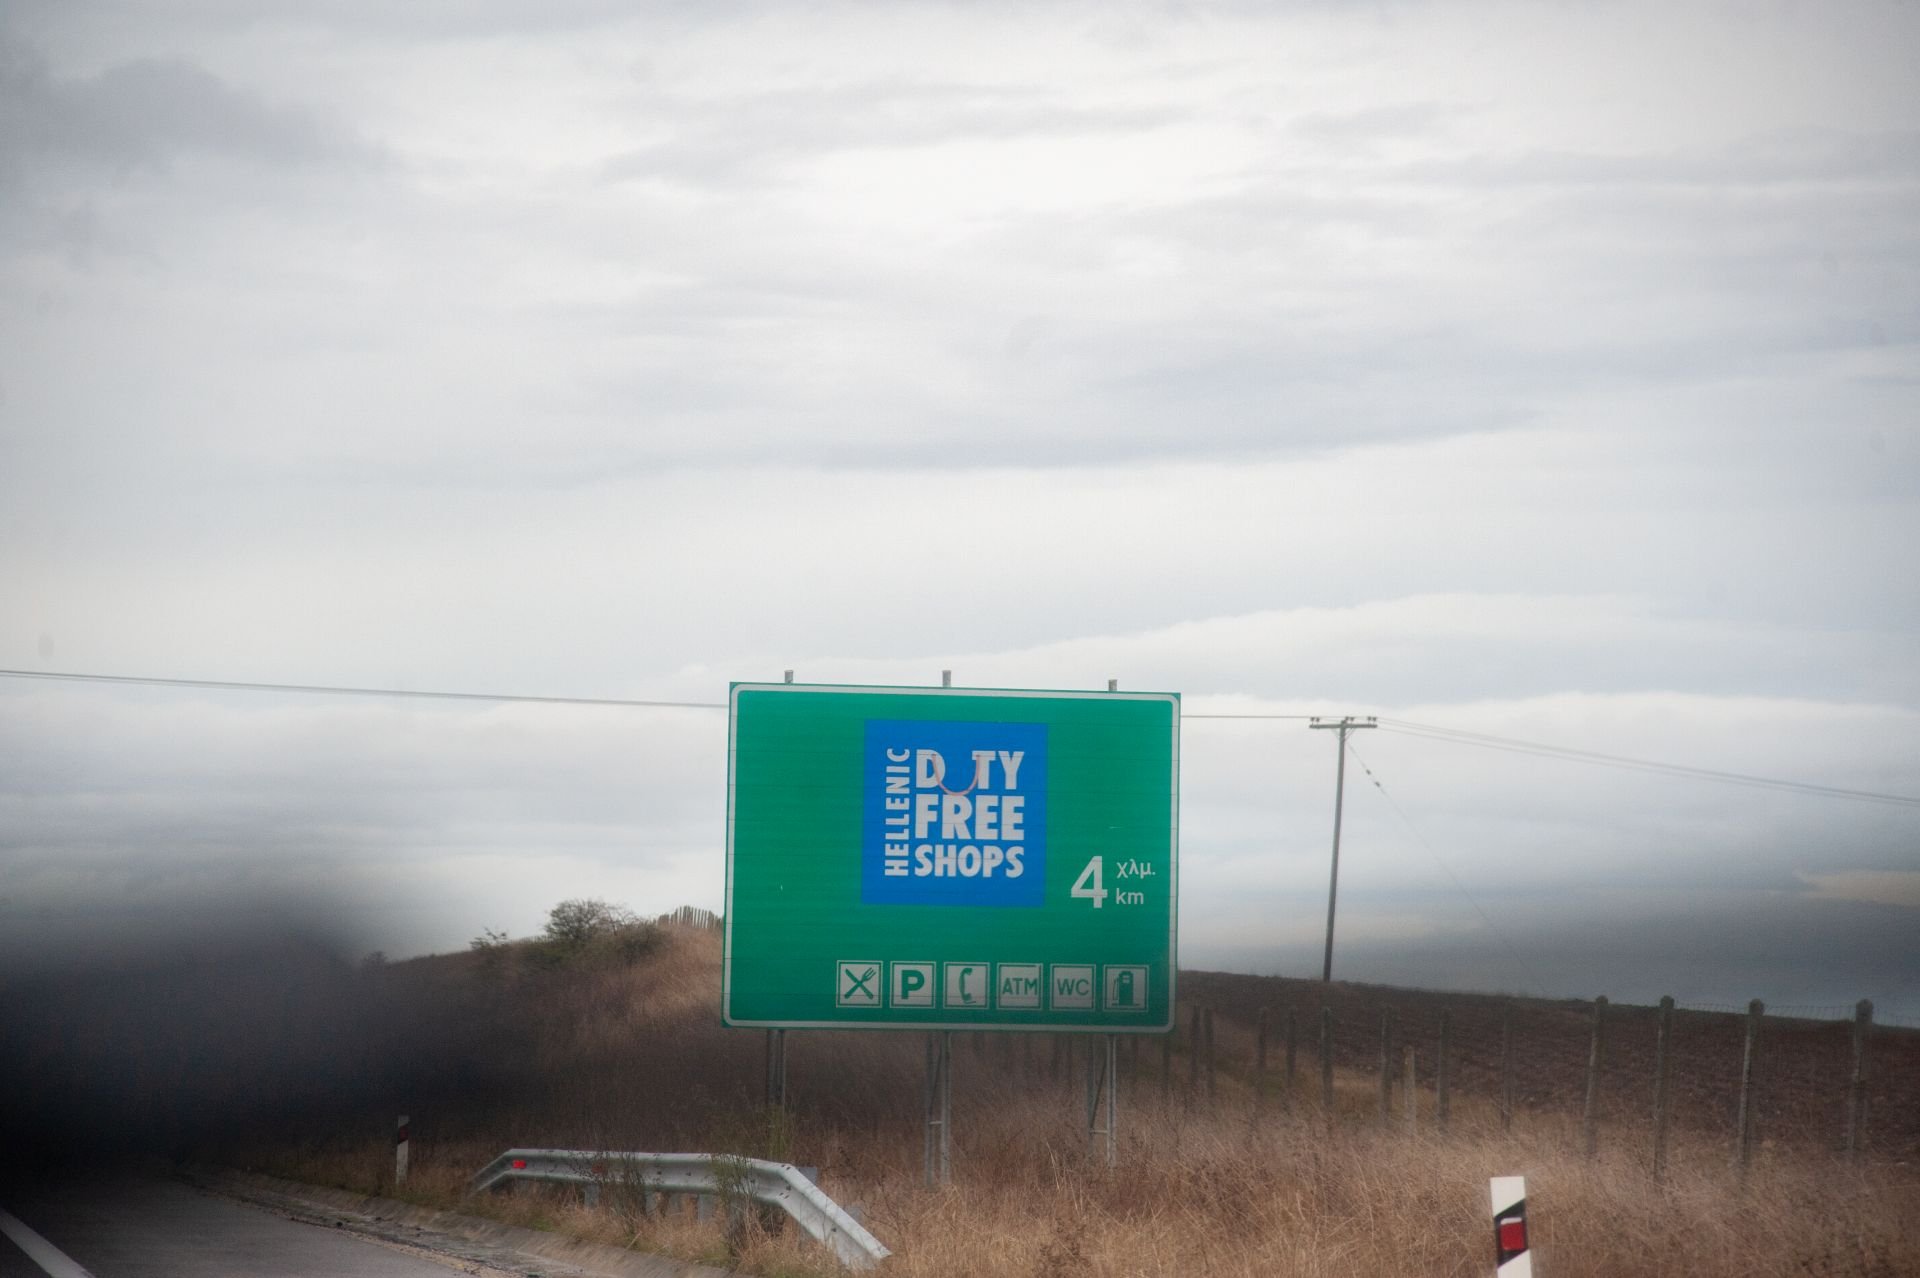 HELLENIC
DUTY
FREE
SHOPS
4 χλμ.
km
P
ATM
WC